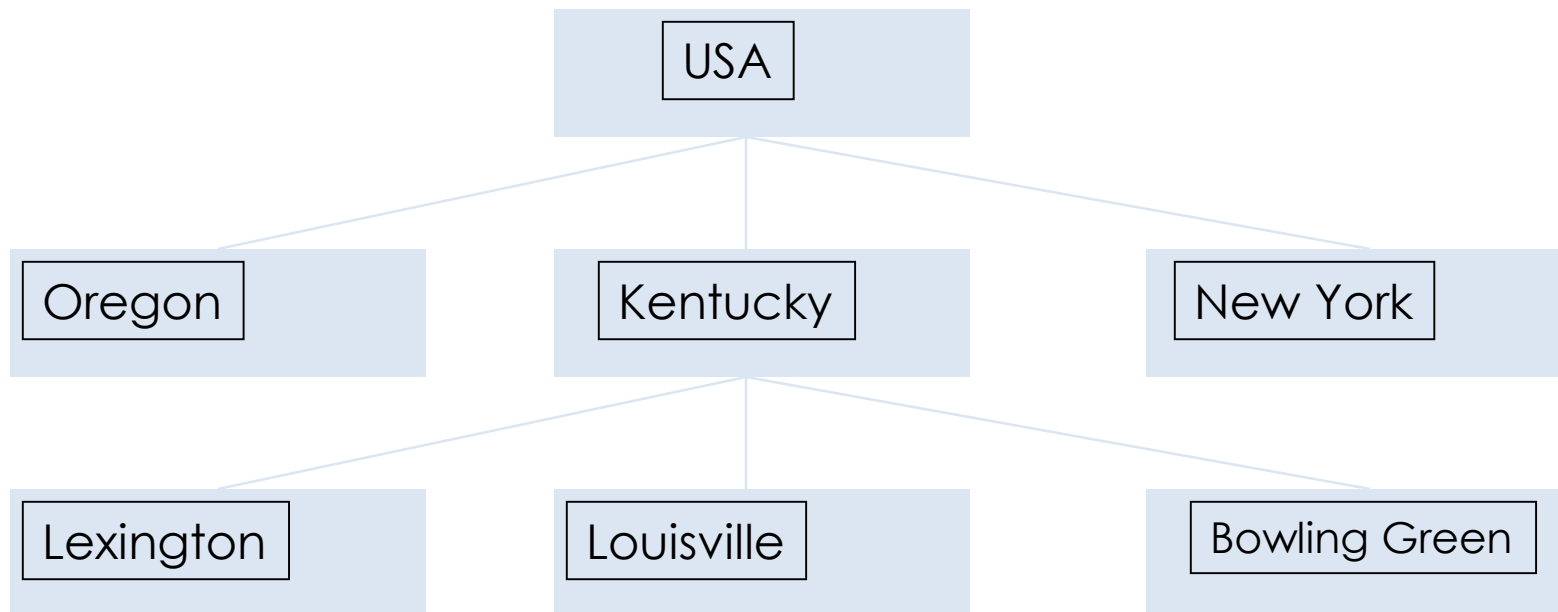 USA
Oregon
Kentucky
New York
Lexington
Louisville
Bowling Green